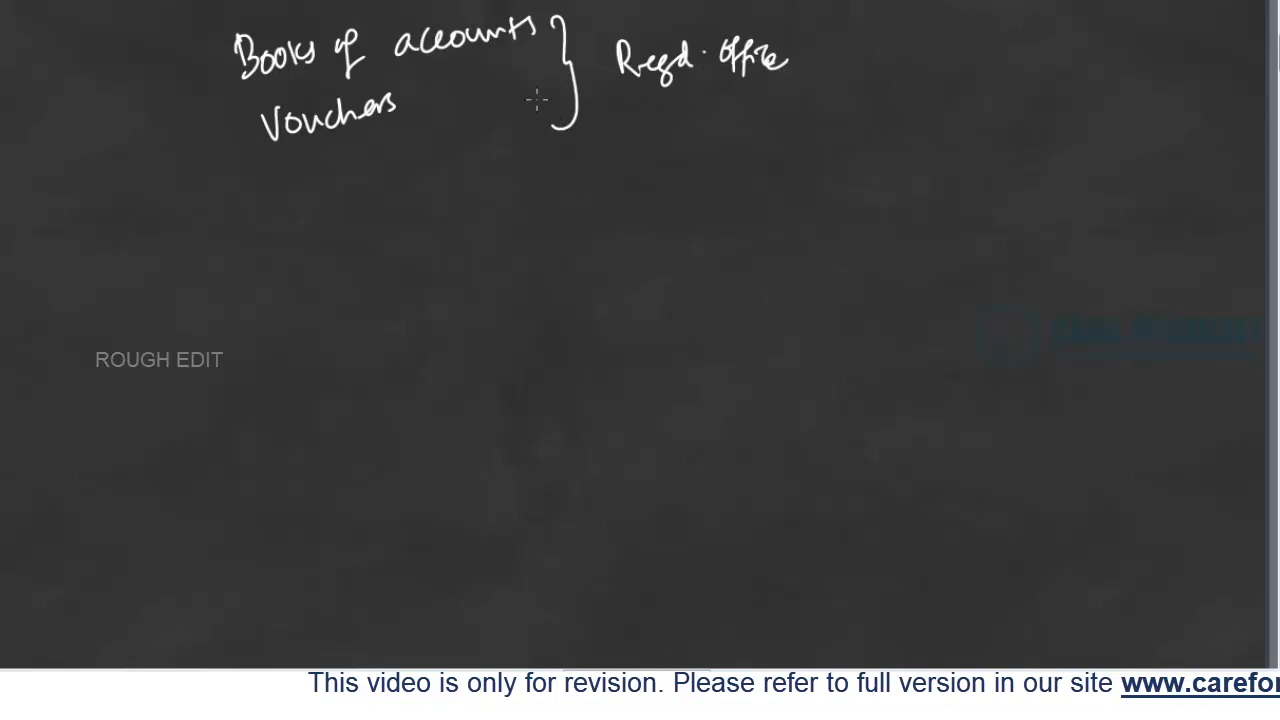 Books of accounts } Regd. office
Vouchers
ROUGH EDIT
This video is only for revision. Please refer to full version in our site www.carefor